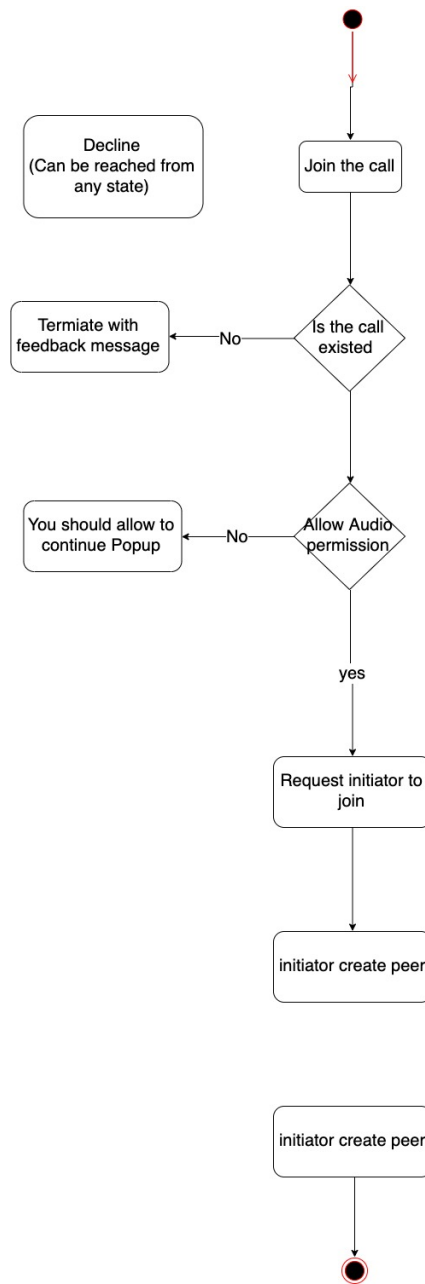 Decline
(Can be reached from
any state)
Join the call
Is the call
existed
No
Termiate with
feedback message
Allow Audio
permission
No
You should allow to
continue Popup
yes
Request initiator to
join
initiator create peer
initiator create peer